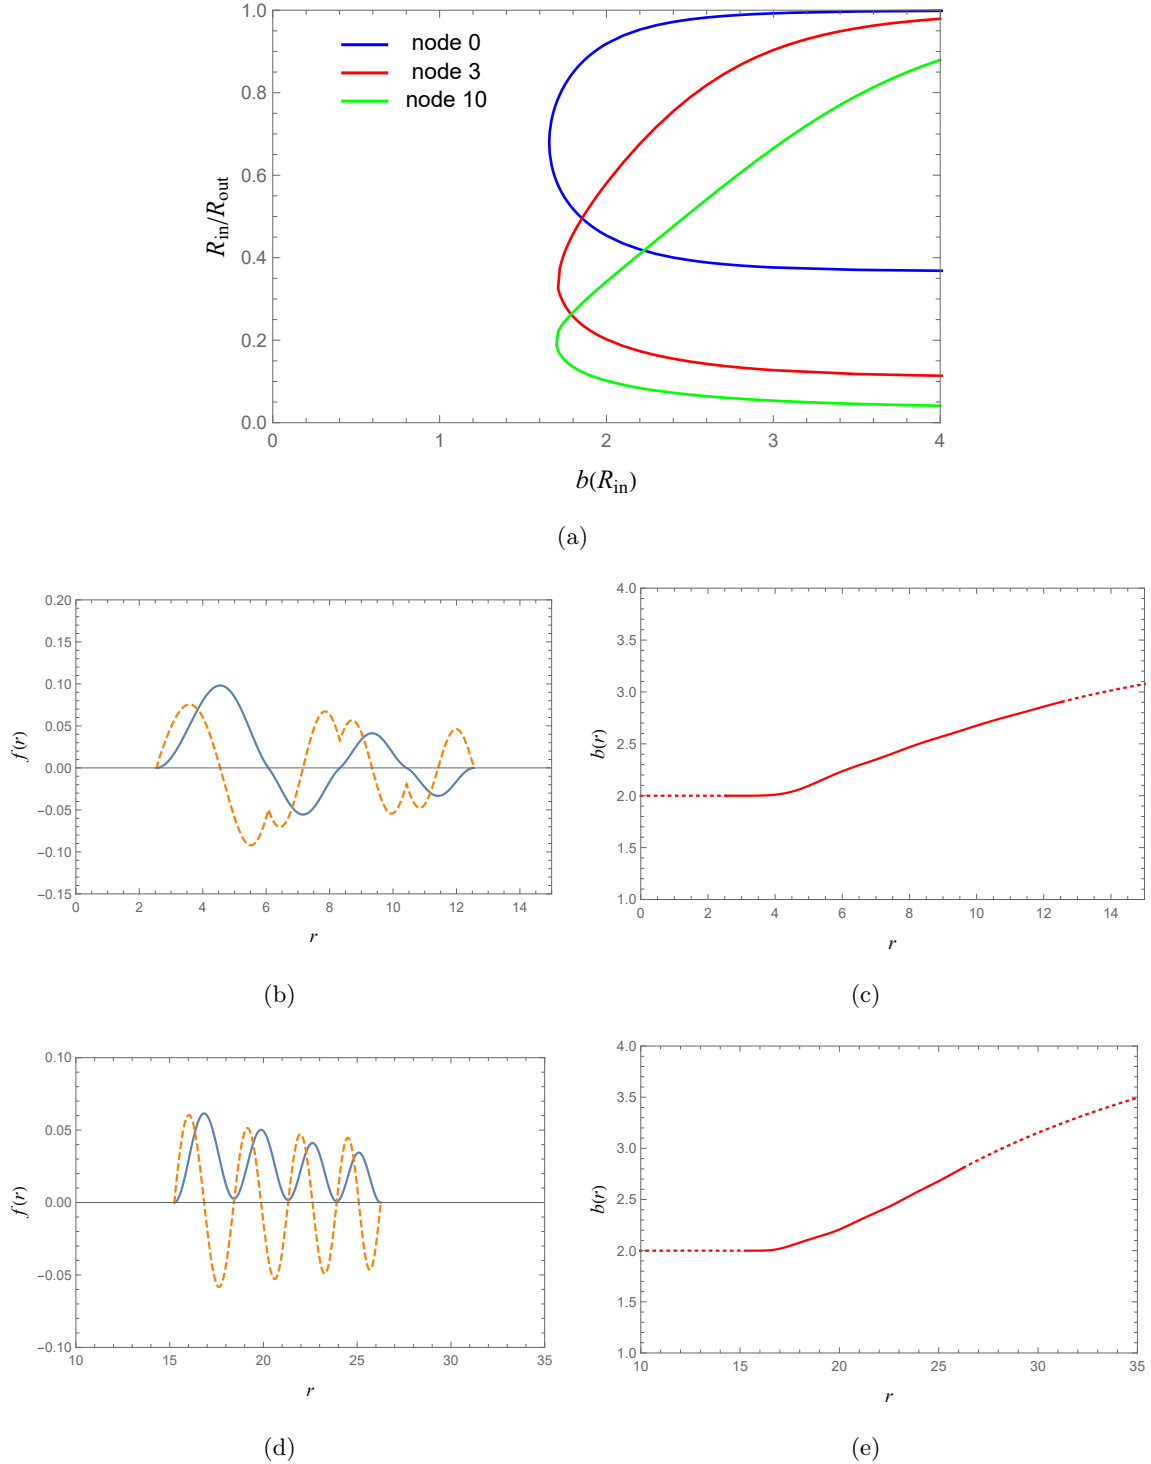 1.0
0.8
0.6
0.4
0.2
0.0
R_in/R_out
node 0
node 3
node 10
0 1 2 3 4
b(R_in)
(a)
0.20
0.15
0.10
0.05
0.00
−0.05
−0.10
−0.15
f(r)
0 2 4 6 8 10 12 14
r
(b)
4.0
3.5
3.0
2.5
2.0
1.5
1.0
b(r)
0 2 4 6 8 10 12 14
r
(c)
0.10
0.05
0.00
−0.05
−0.10
f(r)
10 15 20 25 30 35
r
(d)
4.0
3.5
3.0
2.5
2.0
1.5
1.0
b(r)
10 15 20 25 30 35
r
(e)